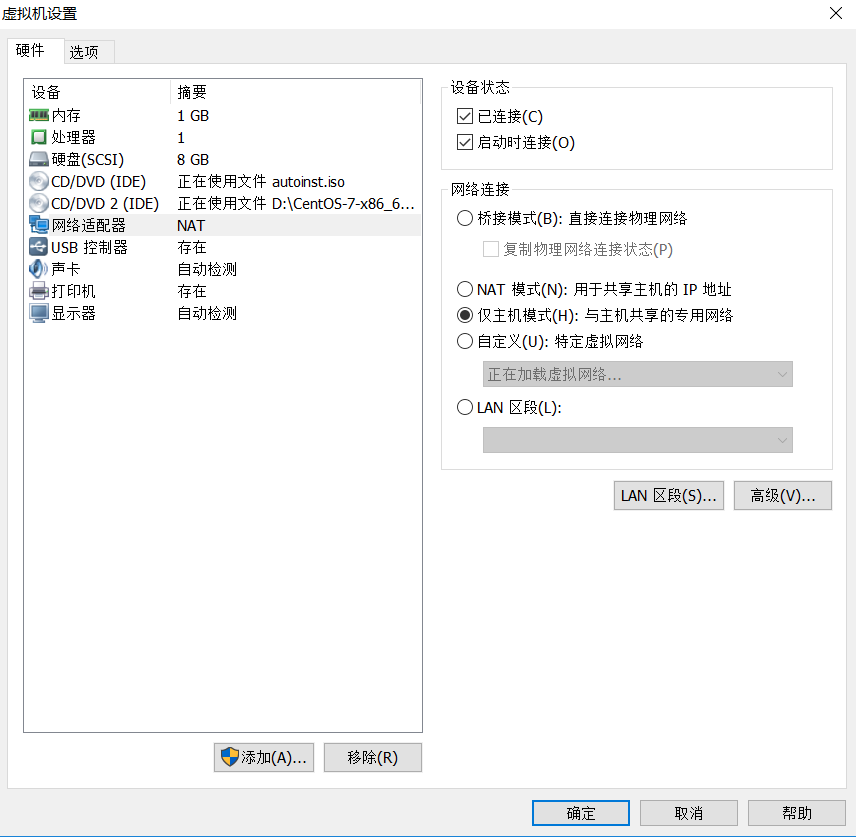 虚拟机设置
硬件 选项
设备 摘要
内存 1 GB
处理器 1
硬盘(SCSI) 8 GB
CD/DVD (IDE) 正在使用文件 autoinst.iso
CD/DVD 2 (IDE) 正在使用文件 D:\CentOS-7-x86_6...
网络适配器 NAT
USB 控制器 存在
声卡 自动检测
打印机 存在
显示器 自动检测
添加(A)... 移除(R)
设备状态
已连接(C)
启动时连接(O)
网络连接
桥接模式(B): 直接连接物理网络
复制物理网络连接状态(P)
NAT 模式(N): 用于共享主机的 IP 地址
仅主机模式(H): 与主机共享的专用网络
自定义(U): 特定虚拟网络
正在加载虚拟网络...
LAN 区段(L):
LAN 区段(S)... 高级(V)...
确定 取消 帮助